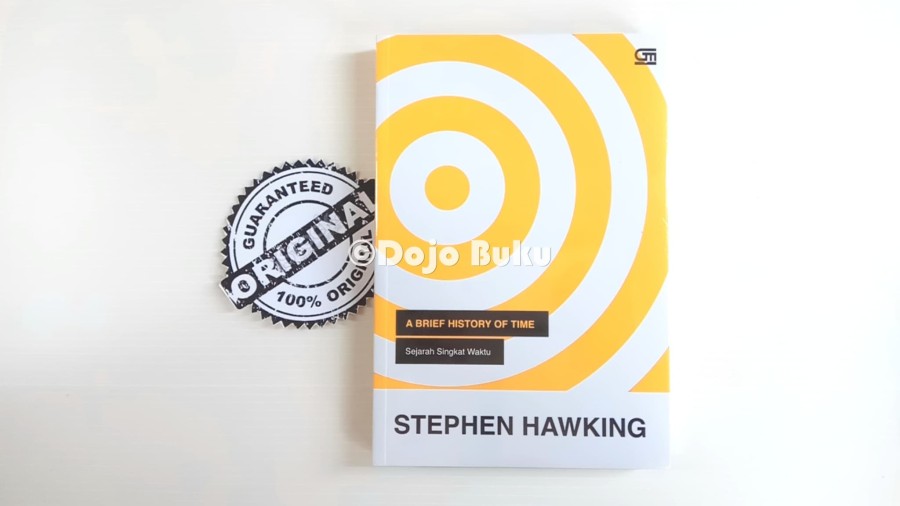 GUARANTEED
ORIGINAL
100% ORIGINAL
©Dojo Buku
A BRIEF HISTORY OF TIME
Sejarah Singkat Waktu
STEPHEN HAWKING